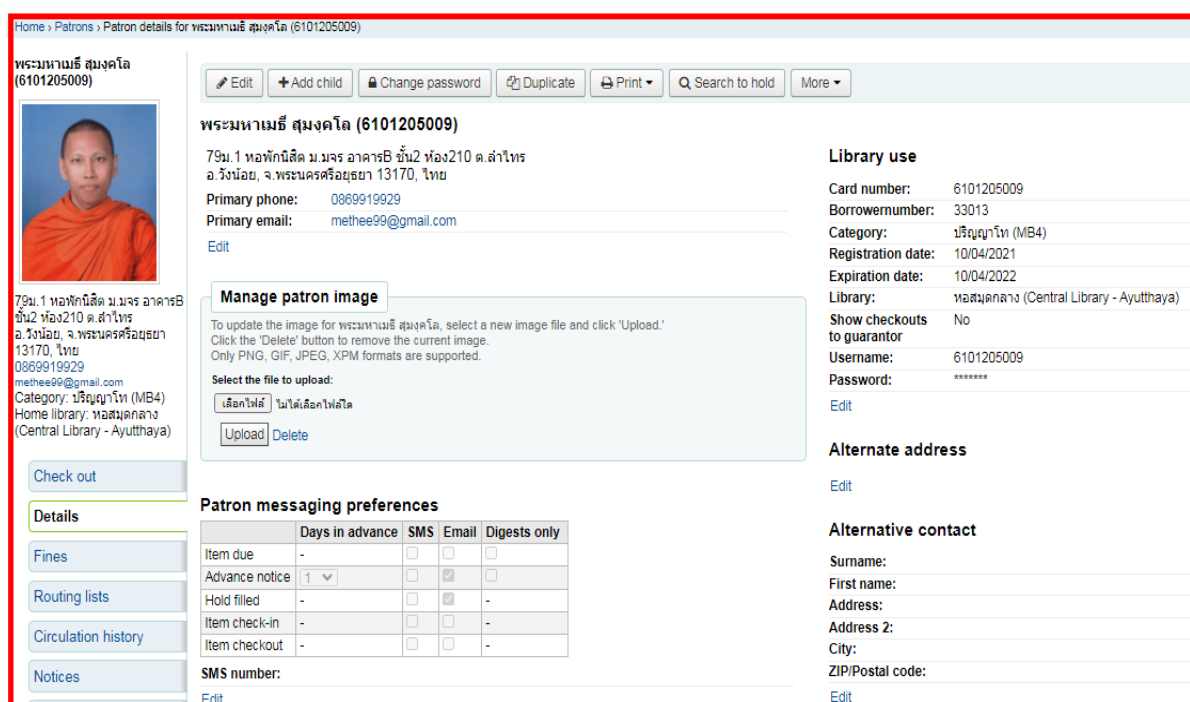 Home › Patrons › Patron details for พระมหาเมธี สุมงฺคโล (6101205009)
พระมหาเมธี สุมงฺคโล
(6101205009)
79ม.1 หอพักนิสิต ม.มจร อาคารB
ชั้น2 ห้อง210 ต.ลำไทร
อ.วังน้อย, จ.พระนครศรีอยุธยา
13170, ไทย
0869919929
methee99@gmail.com
Category: ปริญญาโท (MB4)
Home library: หอสมุดกลาง
(Central Library - Ayutthaya)
Check out
Details
Fines
Routing lists
Circulation history
Notices
Edit Add child Change password Duplicate Print Search to hold More
พระมหาเมธี สุมงฺคโล (6101205009)
79ม.1 หอพักนิสิต ม.มจร อาคารB ชั้น2 ห้อง210 ต.ลำไทร
อ.วังน้อย, จ.พระนครศรีอยุธยา 13170, ไทย
Primary phone: 0869919929
Primary email: methee99@gmail.com
Edit
Manage patron image
To update the image for พระมหาเมธี สุมงฺคโล, select a new image file and click 'Upload.'
Click the 'Delete' button to remove the current image.
Only PNG, GIF, JPEG, XPM formats are supported.
Select the file to upload:
เลือกไฟล์ ไม่ได้เลือกไฟล์ใด
Upload Delete
Patron messaging preferences
Days in advance SMS Email Digests only
Item due -
Advance notice 1
Hold filled - -
Item check-in - -
Item checkout - -
SMS number:
Edit
Library use
Card number: 6101205009
Borrowernumber: 33013
Category: ปริญญาโท (MB4)
Registration date: 10/04/2021
Expiration date: 10/04/2022
Library: หอสมุดกลาง (Central Library - Ayutthaya)
Show checkouts No
to guarantor
Username: 6101205009
Password: *******
Edit
Alternate address
Edit
Alternative contact
Surname:
First name:
Address:
Address 2:
City:
ZIP/Postal code:
Edit